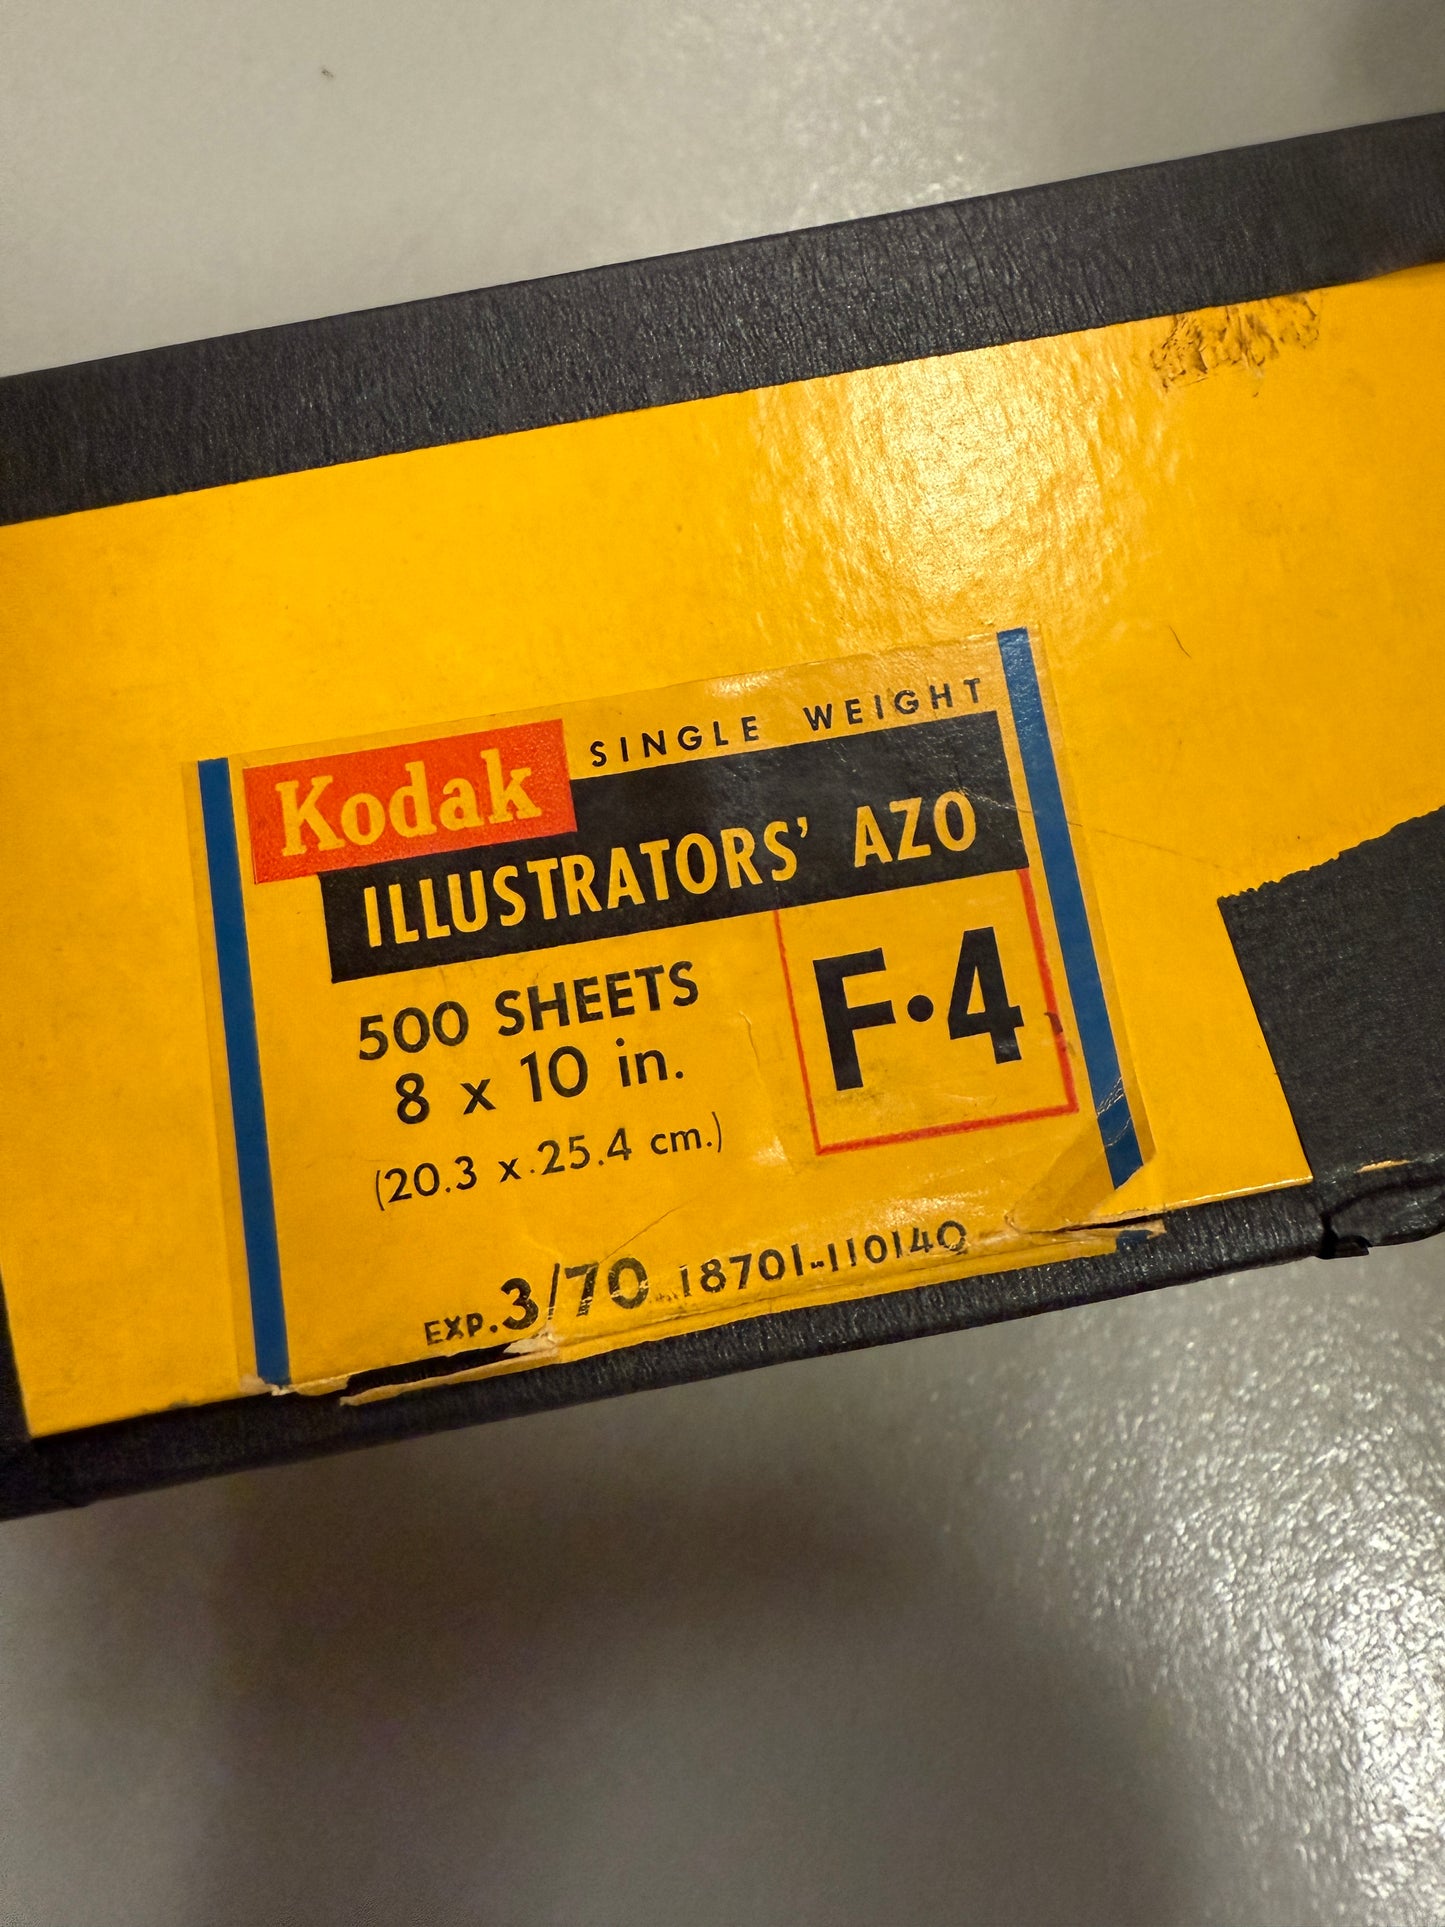 Kodak SINGLE WEIGHT
ILLUSTRATORS' AZO
500 SHEETS
8 x 10 in.
(20.3 x 25.4 cm.)
F•4
EXP. 3/70 18701-110140